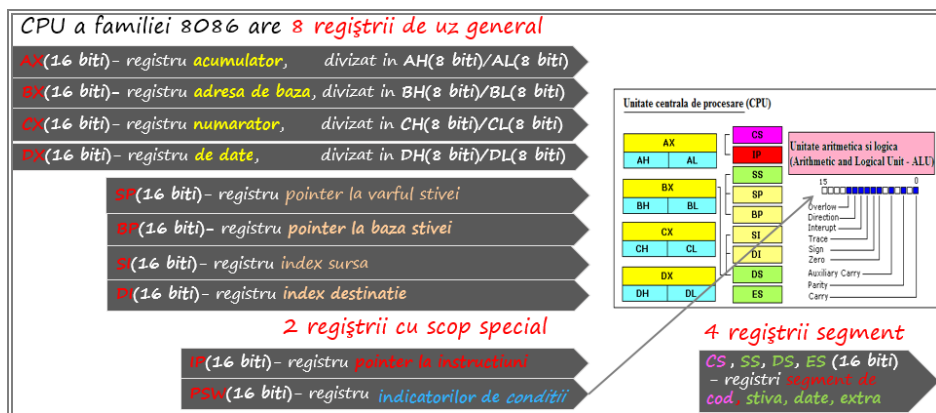 CPU a familiei 8086 are 8 regiştrii de uz general
AX(16 biti)- registru acumulator, divizat in AH(8 biti)/AL(8 biti)
BX(16 biti)- registru adresa de baza, divizat in BH(8 biti)/BL(8 biti)
CX(16 biti)- registru numarator, divizat in CH(8 biti)/CL(8 biti)
DX(16 biti)- registru de date, divizat in DH(8 biti)/DL(8 biti)
SP(16 biti)- registru pointer la varful stivei
BP(16 biti)- registru pointer la baza stivei
SI(16 biti)- registru index sursa
DI(16 biti)- registru index destinatie
2 regiştrii cu scop special
IP(16 biti)- registru pointer la instructiuni
PSW(16 biti)- registru indicatorilor de conditii
Unitate centrala de procesare (CPU)
AX
AH AL
BX
BH BL
CX
CH CL
DX
DH DL
CS
IP
SS
SP
BP
SI
DI
DS
ES
Unitate aritmetica si logica
(Arithmetic and Logical Unit - ALU)
15 0
Overlow
Direction
Interupt
Trace
Sign
Zero
Auxiliary Carry
Parity
Carry
4 regiştrii segment
CS, SS, DS, ES (16 biti)
- registri segment de
cod, stiva, date, extra